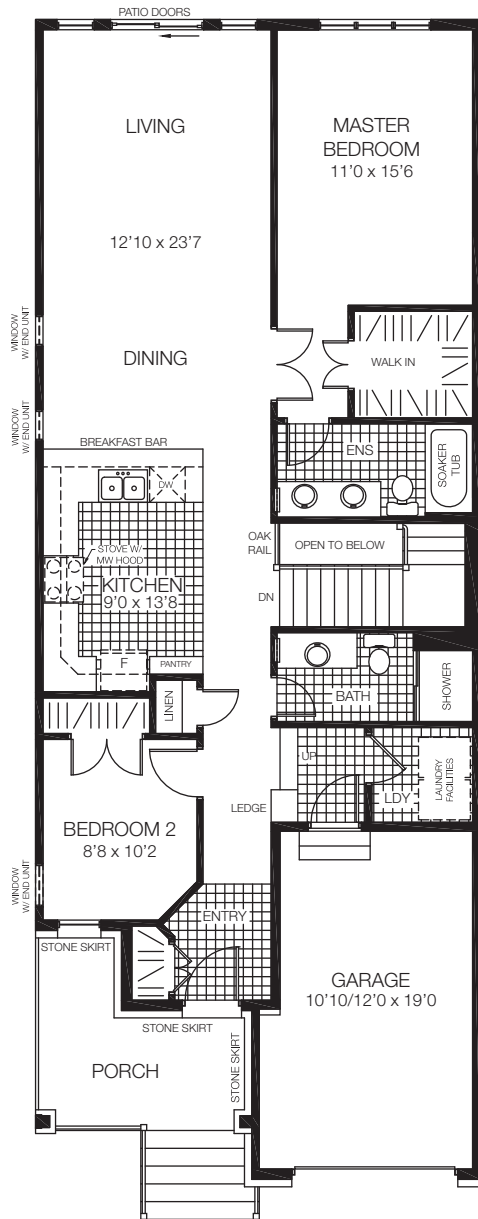 PATIO DOORS
LIVING
MASTER
BEDROOM
11'0 x 15'6
12'10 x 23'7
WINDOW
W/ END UNIT
DINING
WALK IN
WINDOW
W/ END UNIT
BREAKFAST BAR
ENS
SOAKER
TUB
DW
OAK
RAIL
OPEN TO BELOW
STOVE W/
MW HOOD
KITCHEN
9'0 x 13'8
DN
F
PANTRY
BATH
SHOWER
LINEN
UP
LAUNDRY
FACILITIES
LDY
LEDGE
BEDROOM 2
8'8 x 10'2
WINDOW
W/ END UNIT
ENTRY
STONE SKIRT
GARAGE
10'10/12'0 x 19'0
STONE SKIRT
STONE SKIRT
PORCH